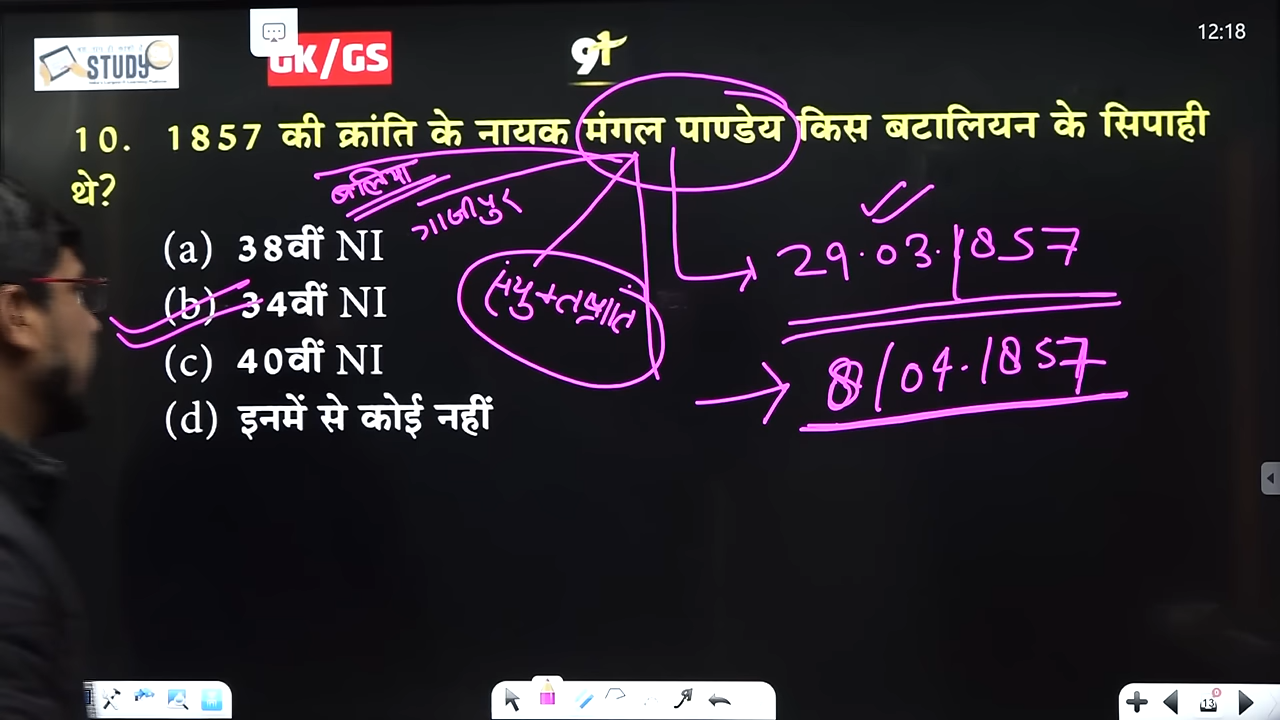 12:18
STUDY
GK/GS
10. 1857 की क्रांति के नायक मंगल पाण्डेय किस बटालियन के सिपाही
थे?
बलिया
गाजीपुर
(a) 38वीं NI
29.03.1857
(b) 34वीं NI
संयुक्तप्रांत
(c) 40वीं NI
8/04.1857
(d) इनमें से कोई नहीं
13